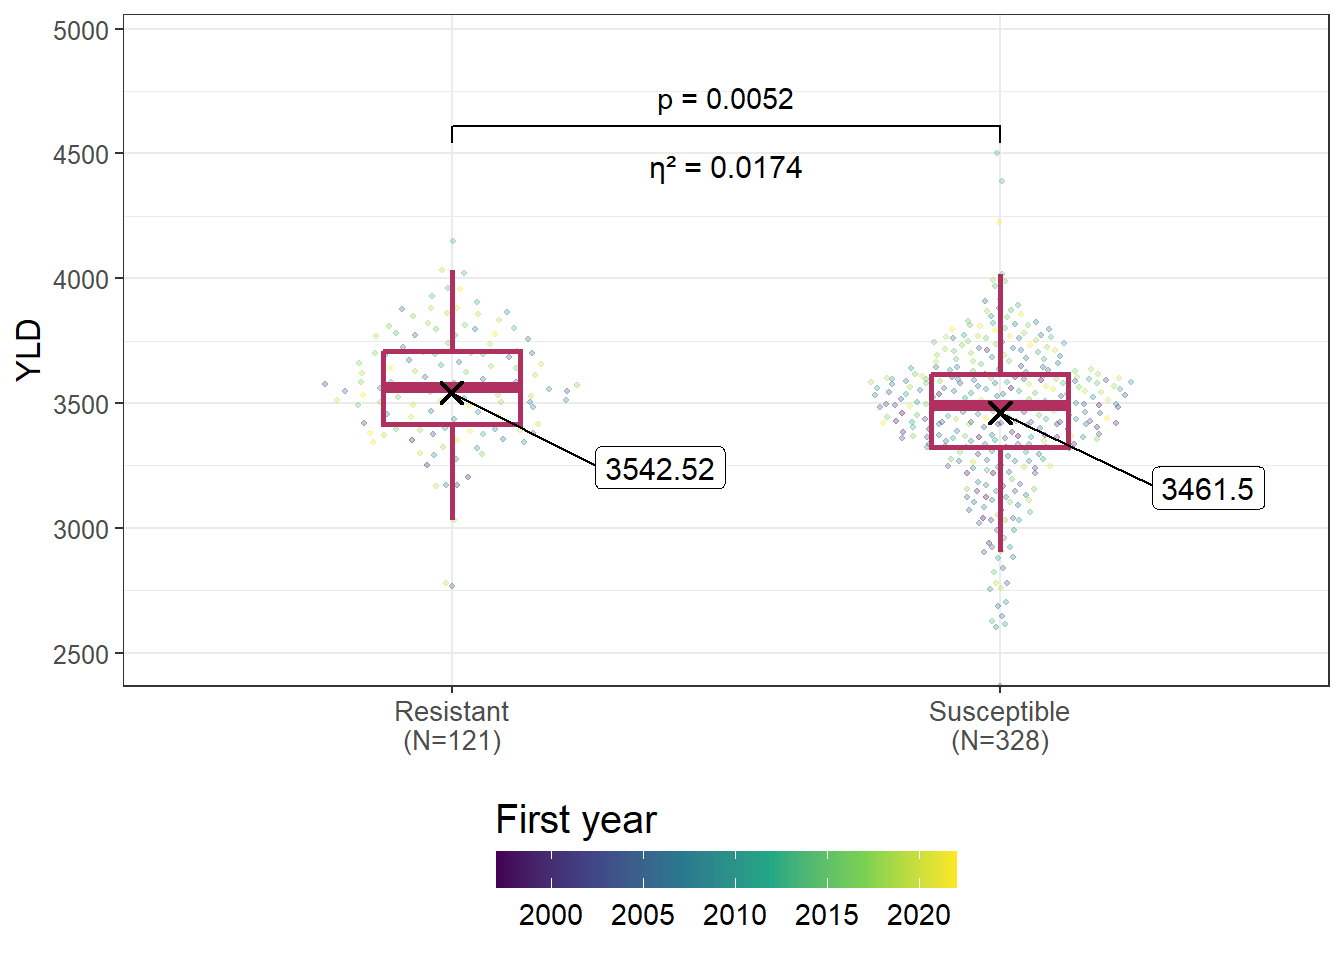 5000
4500
4000
3500
3000
2500
YLD
p = 0.0052
η² = 0.0174
3542.52
3461.5
Resistant
(N=121)
Susceptible
(N=328)
First year
2000 2005 2010 2015 2020